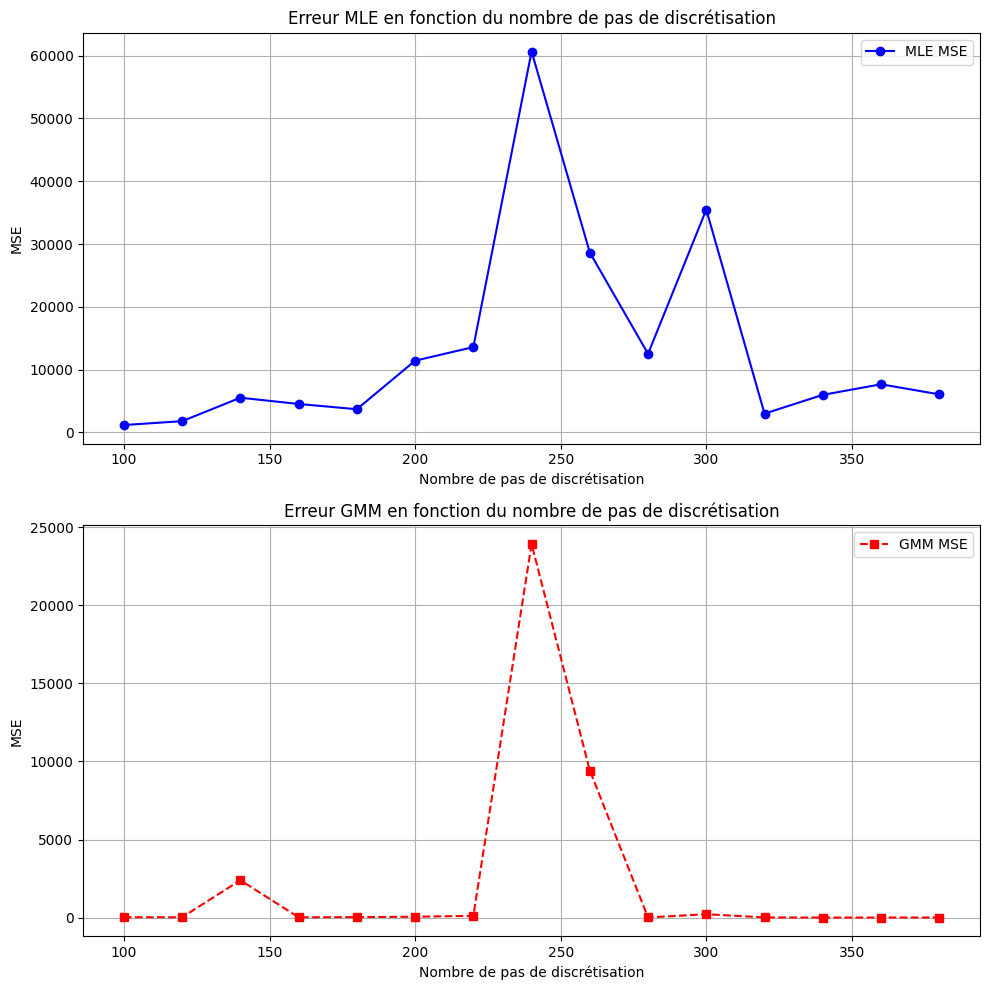 Erreur MLE en fonction du nombre de pas de discrétisation
MLE MSE
60000
50000
40000
30000
20000
10000
0
MSE
100 150 200 250 300 350
Nombre de pas de discrétisation
Erreur GMM en fonction du nombre de pas de discrétisation
GMM MSE
25000
20000
15000
10000
5000
0
MSE
100 150 200 250 300 350
Nombre de pas de discrétisation